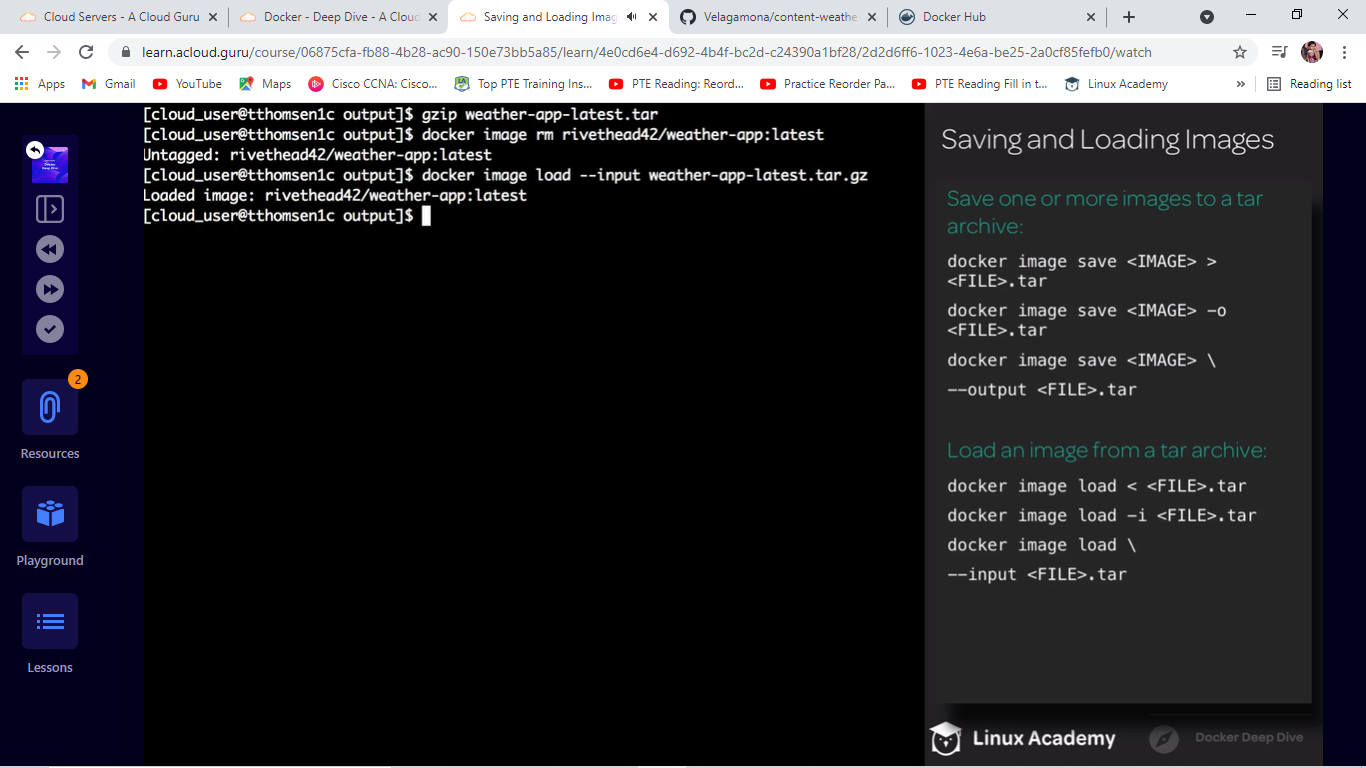 Cloud Servers - A Cloud Guru
Docker - Deep Dive - A Cloud
Saving and Loading Imag
Velagamona/content-weathe
Docker Hub
learn.acloud.guru/course/06875cfa-fb88-4b28-ac90-150e73bb5a85/learn/4e0cd6e4-d692-4b4f-bc2d-c24390a1bf28/2d2d6ff6-1023-4e6a-be25-2a0cf85fefb0/watch
Apps
Gmail
YouTube
Maps
Cisco CCNA: Cisco...
Top PTE Training Ins...
PTE Reading: Reord...
Practice Reorder Pa...
PTE Reading Fill in t...
Linux Academy
»
Reading list
[cloud_user@tthomsen1c output]$ gzip weather-app-latest.tar
[cloud_user@tthomsen1c output]$ docker image rm rivethead42/weather-app:latest
Untagged: rivethead42/weather-app:latest
[cloud_user@tthomsen1c output]$ docker image load --input weather-app-latest.tar.gz
Loaded image: rivethead42/weather-app:latest
[cloud_user@tthomsen1c output]$
2
Resources
Playground
Lessons
Saving and Loading Images
Save one or more images to a tar
archive:
docker image save <IMAGE> >
<FILE>.tar
docker image save <IMAGE> -o
<FILE>.tar
docker image save <IMAGE> \
--output <FILE>.tar
Load an image from a tar archive:
docker image load < <FILE>.tar
docker image load -i <FILE>.tar
docker image load \
--input <FILE>.tar
Linux Academy
Docker Deep Dive